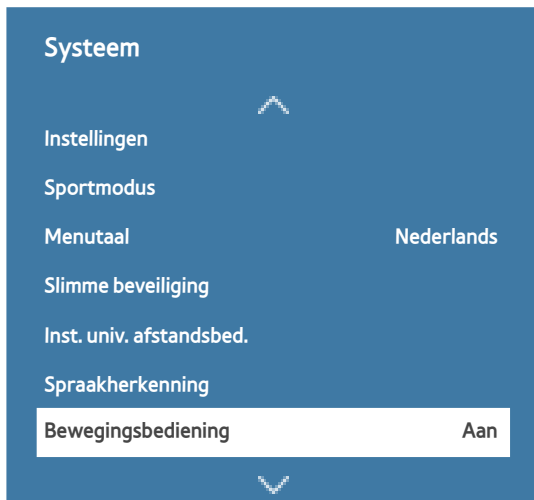 Systeem
Instellingen
Sportmodus
Menutaal Nederlands
Slimme beveiliging
Inst. univ. afstandsbed.
Spraakherkenning
Bewegingsbediening Aan